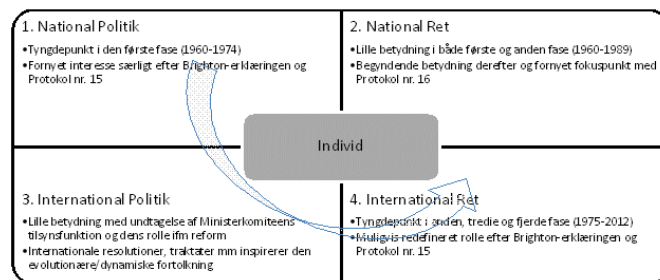 1. National Politik
•Tyngdepunkt i den første fase (1960-1974)
•Fornyet interesse særligt efter Brighton-erklæringen og
Protokol nr. 15
2. National Ret
•Lille betydning i både første og anden fase (1960-1989)
•Begyndende betydning derefter og fornyet fokuspunkt med
Protokol nr. 16
Individ
3. International Politik
•Lille betydning med undtagelse af Ministerkomiteens
tilsynsfunktion og dens rolle ifm reform
•Internationale resolutioner, traktater mm inspirerer den
evolutionære/dynamiske fortolkning
4. International Ret
•Tyngdepunkt i anden, tredie og fjerde fase (1975-2012)
•Muligvis redefineret rolle efter Brighton-erklæringen og
Protokol nr. 15